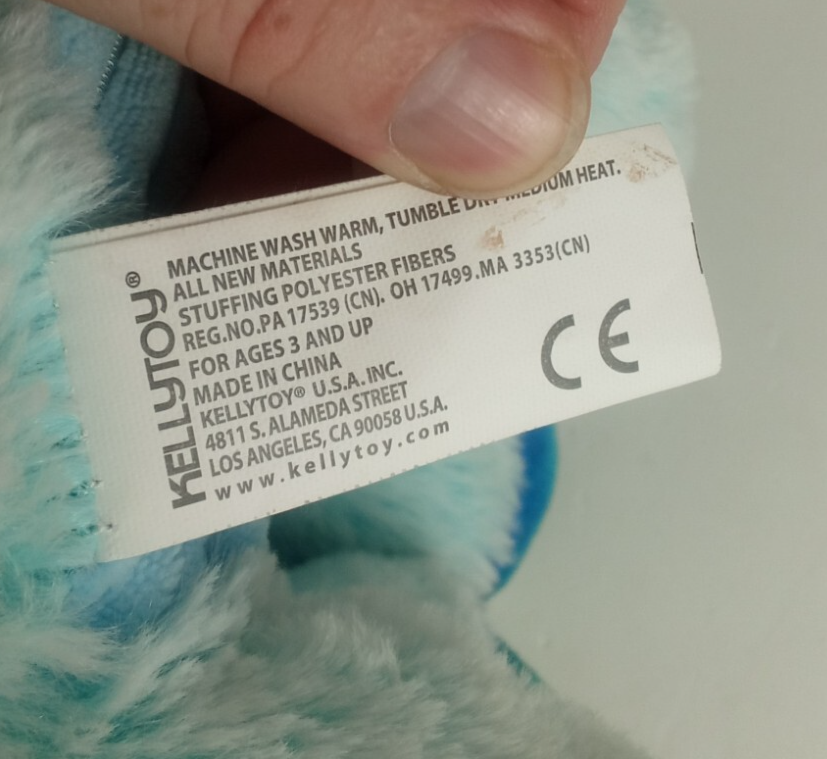 KELLYTOY®
MACHINE WASH WARM, TUMBLE DRY MEDIUM HEAT.
ALL NEW MATERIALS
STUFFING POLYESTER FIBERS
REG.NO.PA 17539 (CN). OH 17499.MA 3353(CN)
FOR AGES 3 AND UP
MADE IN CHINA
KELLYTOY® U.S.A. INC.
4811 S. ALAMEDA STREET
LOS ANGELES, CA 90058 U.S.A.
www.kellytoy.com
CE